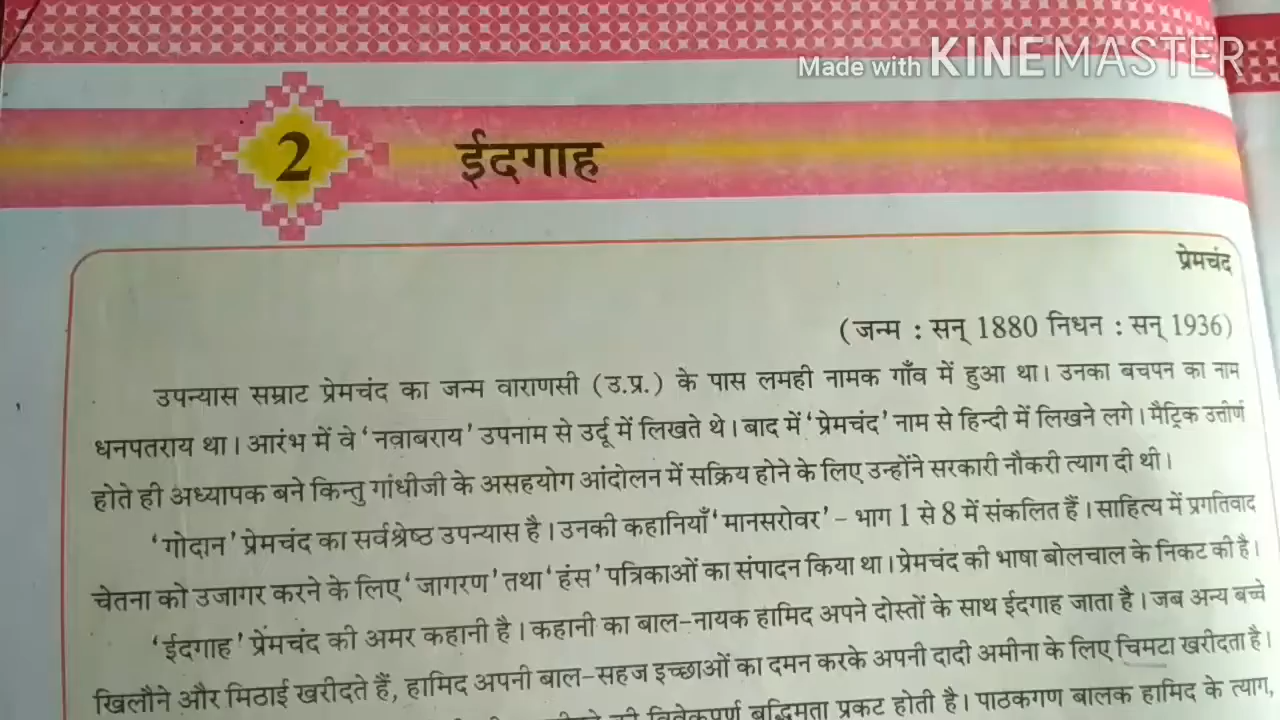 Made with KINEMASTER
2 ईदगाह
प्रेमचंद
(जन्म : सन् 1880 निधन : सन् 1936)
उपन्यास सम्राट प्रेमचंद का जन्म वाराणसी (उ.प्र.) के पास लमही नामक गाँव में हुआ था। उनका बचपन का नाम
धनपतराय था। आरंभ में वे 'नवाबराय' उपनाम से उर्दू में लिखते थे। बाद में 'प्रेमचंद' नाम से हिन्दी में लिखने लगे। मैट्रिक उत्तीर्ण
होते ही अध्यापक बने किन्तु गांधीजी के असहयोग आंदोलन में सक्रिय होने के लिए उन्होंने सरकारी नौकरी त्याग दी थी।
'गोदान' प्रेमचंद का सर्वश्रेष्ठ उपन्यास है। उनकी कहानियाँ 'मानसरोवर' - भाग 1 से 8 में संकलित हैं। साहित्य में प्रगतिवाद
चेतना को उजागर करने के लिए 'जागरण' तथा 'हंस' पत्रिकाओं का संपादन किया था। प्रेमचंद की भाषा बोलचाल के निकट की है।
'ईदगाह' प्रेमचंद की अमर कहानी है। कहानी का बाल-नायक हामिद अपने दोस्तों के साथ ईदगाह जाता है। जब अन्य बच्चे
खिलौने और मिठाई खरीदते हैं, हामिद अपनी बाल-सहज इच्छाओं का दमन करके अपनी दादी अमीना के लिए चिमटा खरीदता है।
की विवेकपूर्ण बुद्धिमता प्रकट होती है। पाठकगण बालक हामिद के त्याग,